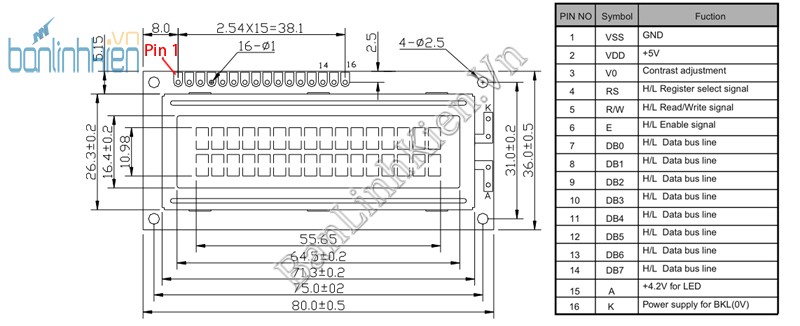 banlinhkien
.vn
Pin 1
8.0
2.54X15=38.1
16-ø1
2.5
4-Ø2.5
5.15
14
16
K
A
26.3±0.2
16.4±0.2
10.98
31.0±0.2
36.0±0.5
55.65
64.5±0.2
71.3±0.2
75.0±02
80.0±0.5
BanLinhKien.Vn
PIN NO Symbol Fuction
1 VSS GND
2 VDD +5V
3 V0 Contrast adjustment
4 RS H/L Register select signal
5 R/W H/L Read/Write signal
6 E H/L Enable signal
7 DB0 H/L Data bus line
8 DB1 H/L Data bus line
9 DB2 H/L Data bus line
10 DB3 H/L Data bus line
11 DB4 H/L Data bus line
12 DB5 H/L Data bus line
13 DB6 H/L Data bus line
14 DB7 H/L Data bus line
15 A +4.2V for LED
16 K Power supply for BKL(0V)